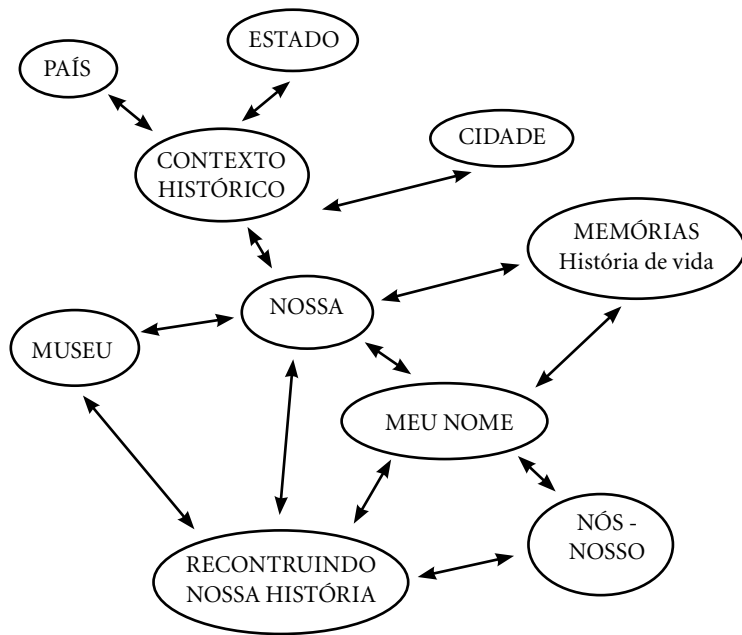 ESTADO
PAÍS
CIDADE
CONTEXTO
HISTÓRICO
MEMÓRIAS
História de vida
NOSSA
MUSEU
MEU NOME
NÓS -
NOSSO
RECONTRUINDO
NOSSA HISTÓRIA